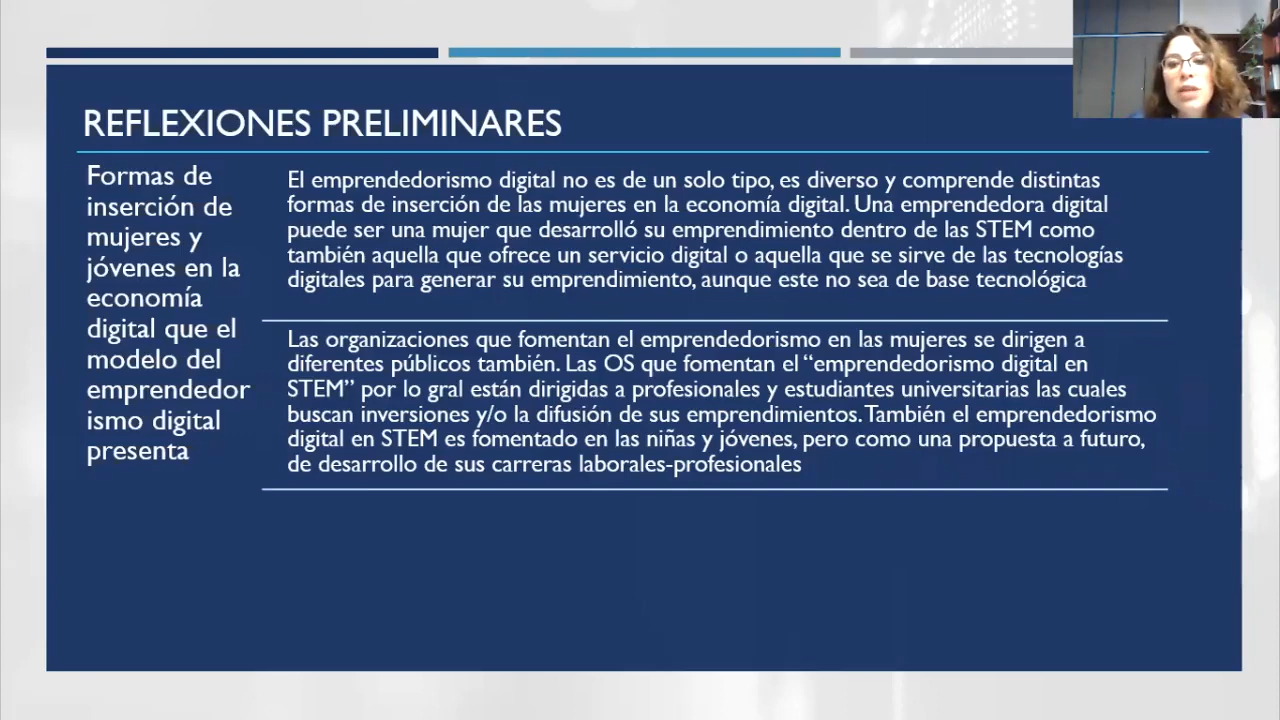 REFLEXIONES PRELIMINARES
Formas de
inserción de
mujeres y
jóvenes en la
economía
digital que el
modelo del
emprendedor
ismo digital
presenta
El emprendedorismo digital no es de un solo tipo, es diverso y comprende distintas
formas de inserción de las mujeres en la economía digital. Una emprendedora digital
puede ser una mujer que desarrolló su emprendimiento dentro de las STEM como
también aquella que ofrece un servicio digital o aquella que se sirve de las tecnologías
digitales para generar su emprendimiento, aunque este no sea de base tecnológica
Las organizaciones que fomentan el emprendedorismo en las mujeres se dirigen a
diferentes públicos también. Las OS que fomentan el “emprendedorismo digital en
STEM” por lo gral están dirigidas a profesionales y estudiantes universitarias las cuales
buscan inversiones y/o la difusión de sus emprendimientos. También el emprendedorismo
digital en STEM es fomentado en las niñas y jóvenes, pero como una propuesta a futuro,
de desarrollo de sus carreras laborales-profesionales